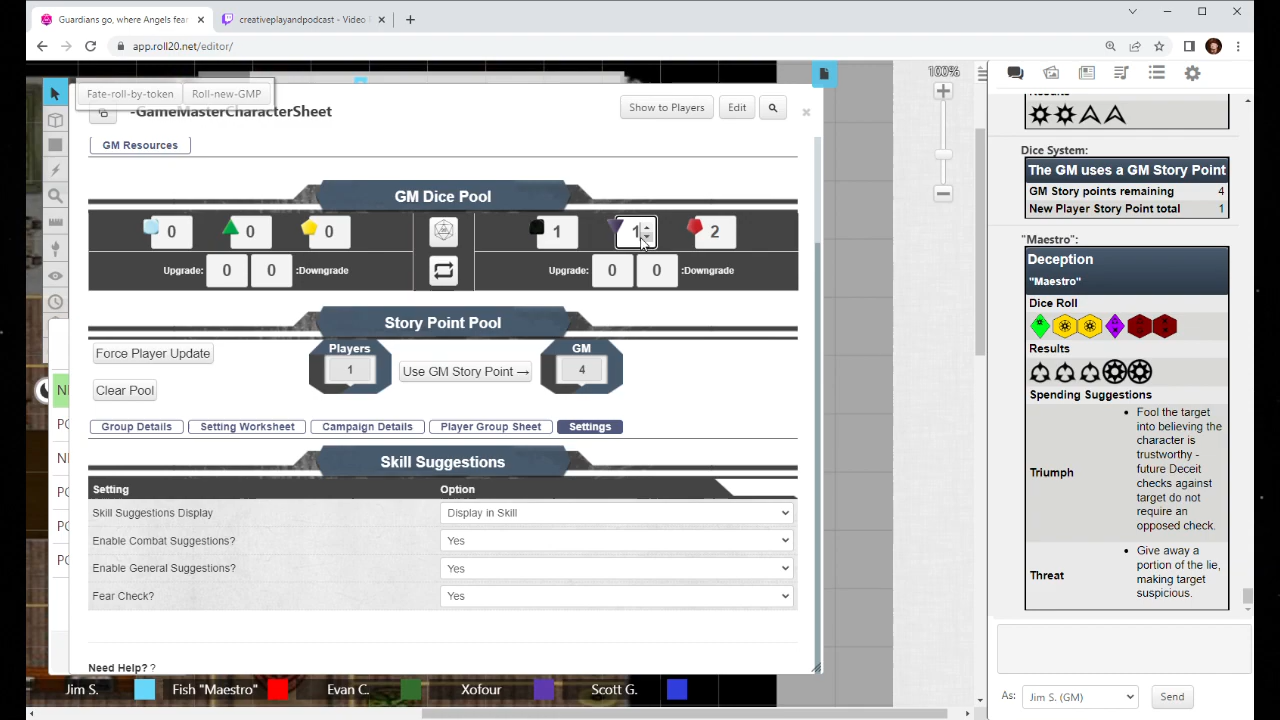 Guardians go, where Angels fear
creativeplayandpodcast - Video
app.roll20.net/editor/
Fate-roll-by-token
Roll-new-GMP
-GameMasterCharacterSheet
Show to Players
Edit
GM Resources
GM Dice Pool
0
0
0
1
1
2
Upgrade:
0
0
:Downgrade
Upgrade:
0
0
:Downgrade
Story Point Pool
Force Player Update
Clear Pool
Players
1
Use GM Story Point →
GM
4
Group Details
Setting Worksheet
Campaign Details
Player Group Sheet
Settings
Skill Suggestions
Setting
Option
Skill Suggestions Display
Display in Skill
Enable Combat Suggestions?
Yes
Enable General Suggestions?
Yes
Fear Check?
Yes
Need Help? ?
Jim S.
Fish "Maestro"
Evan C.
Xofour
Scott G.
100%
Results
Dice System:
The GM uses a GM Story Point
GM Story points remaining
4
New Player Story Point total
1
"Maestro":
Deception
"Maestro"
Dice Roll
Results
Spending Suggestions
Triumph
Fool the target
into believing the
character is
trustworthy -
future Deceit
checks against
target do not
require an
opposed check.
Threat
Give away a
portion of the lie,
making target
suspicious.
As:
Jim S. (GM)
Send